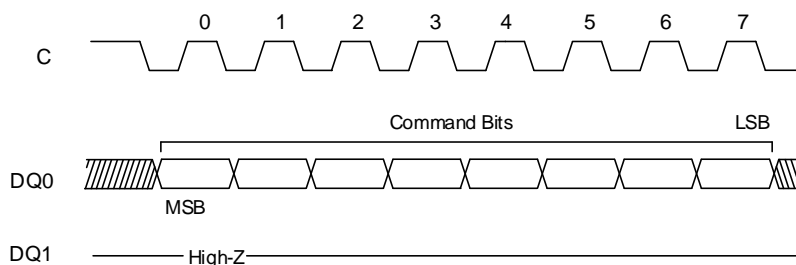 0 1 2 3 4 5 6 7
C
Command Bits LSB
DQ0
MSB
DQ1 High-Z